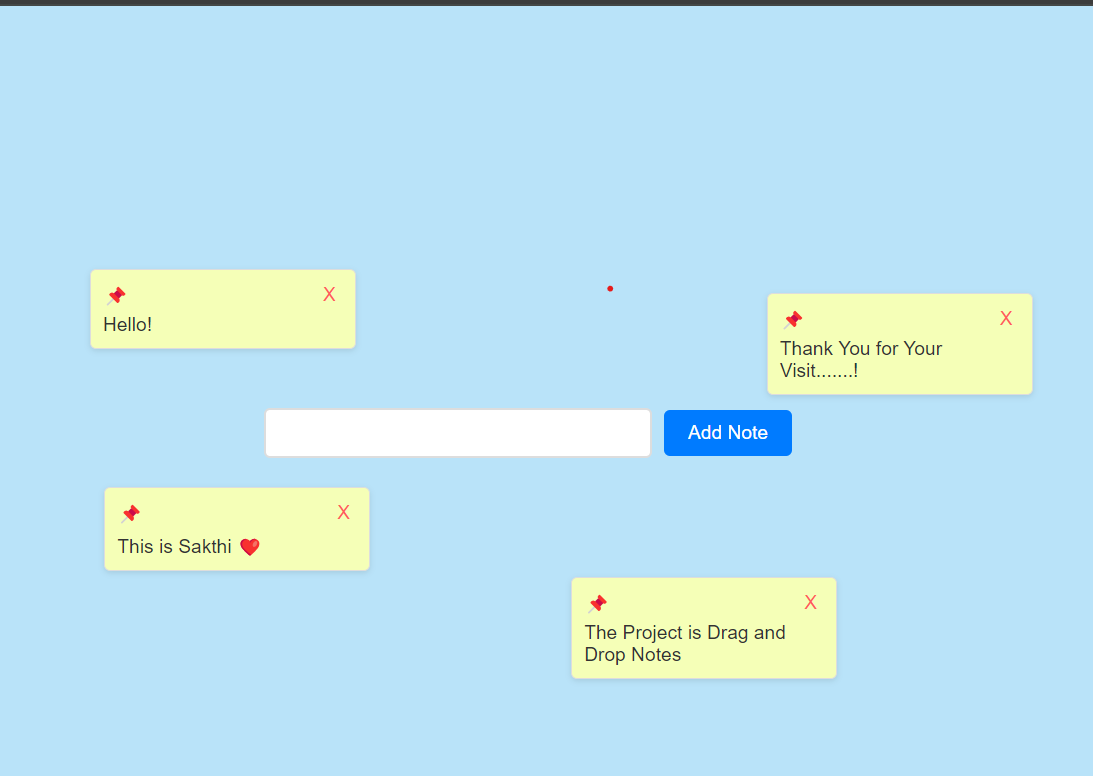 📌 X
Hello!
📌 X
Thank You for Your
Visit.......!
Add Note
📌 X
This is Sakthi ❤️
📌 X
The Project is Drag and
Drop Notes